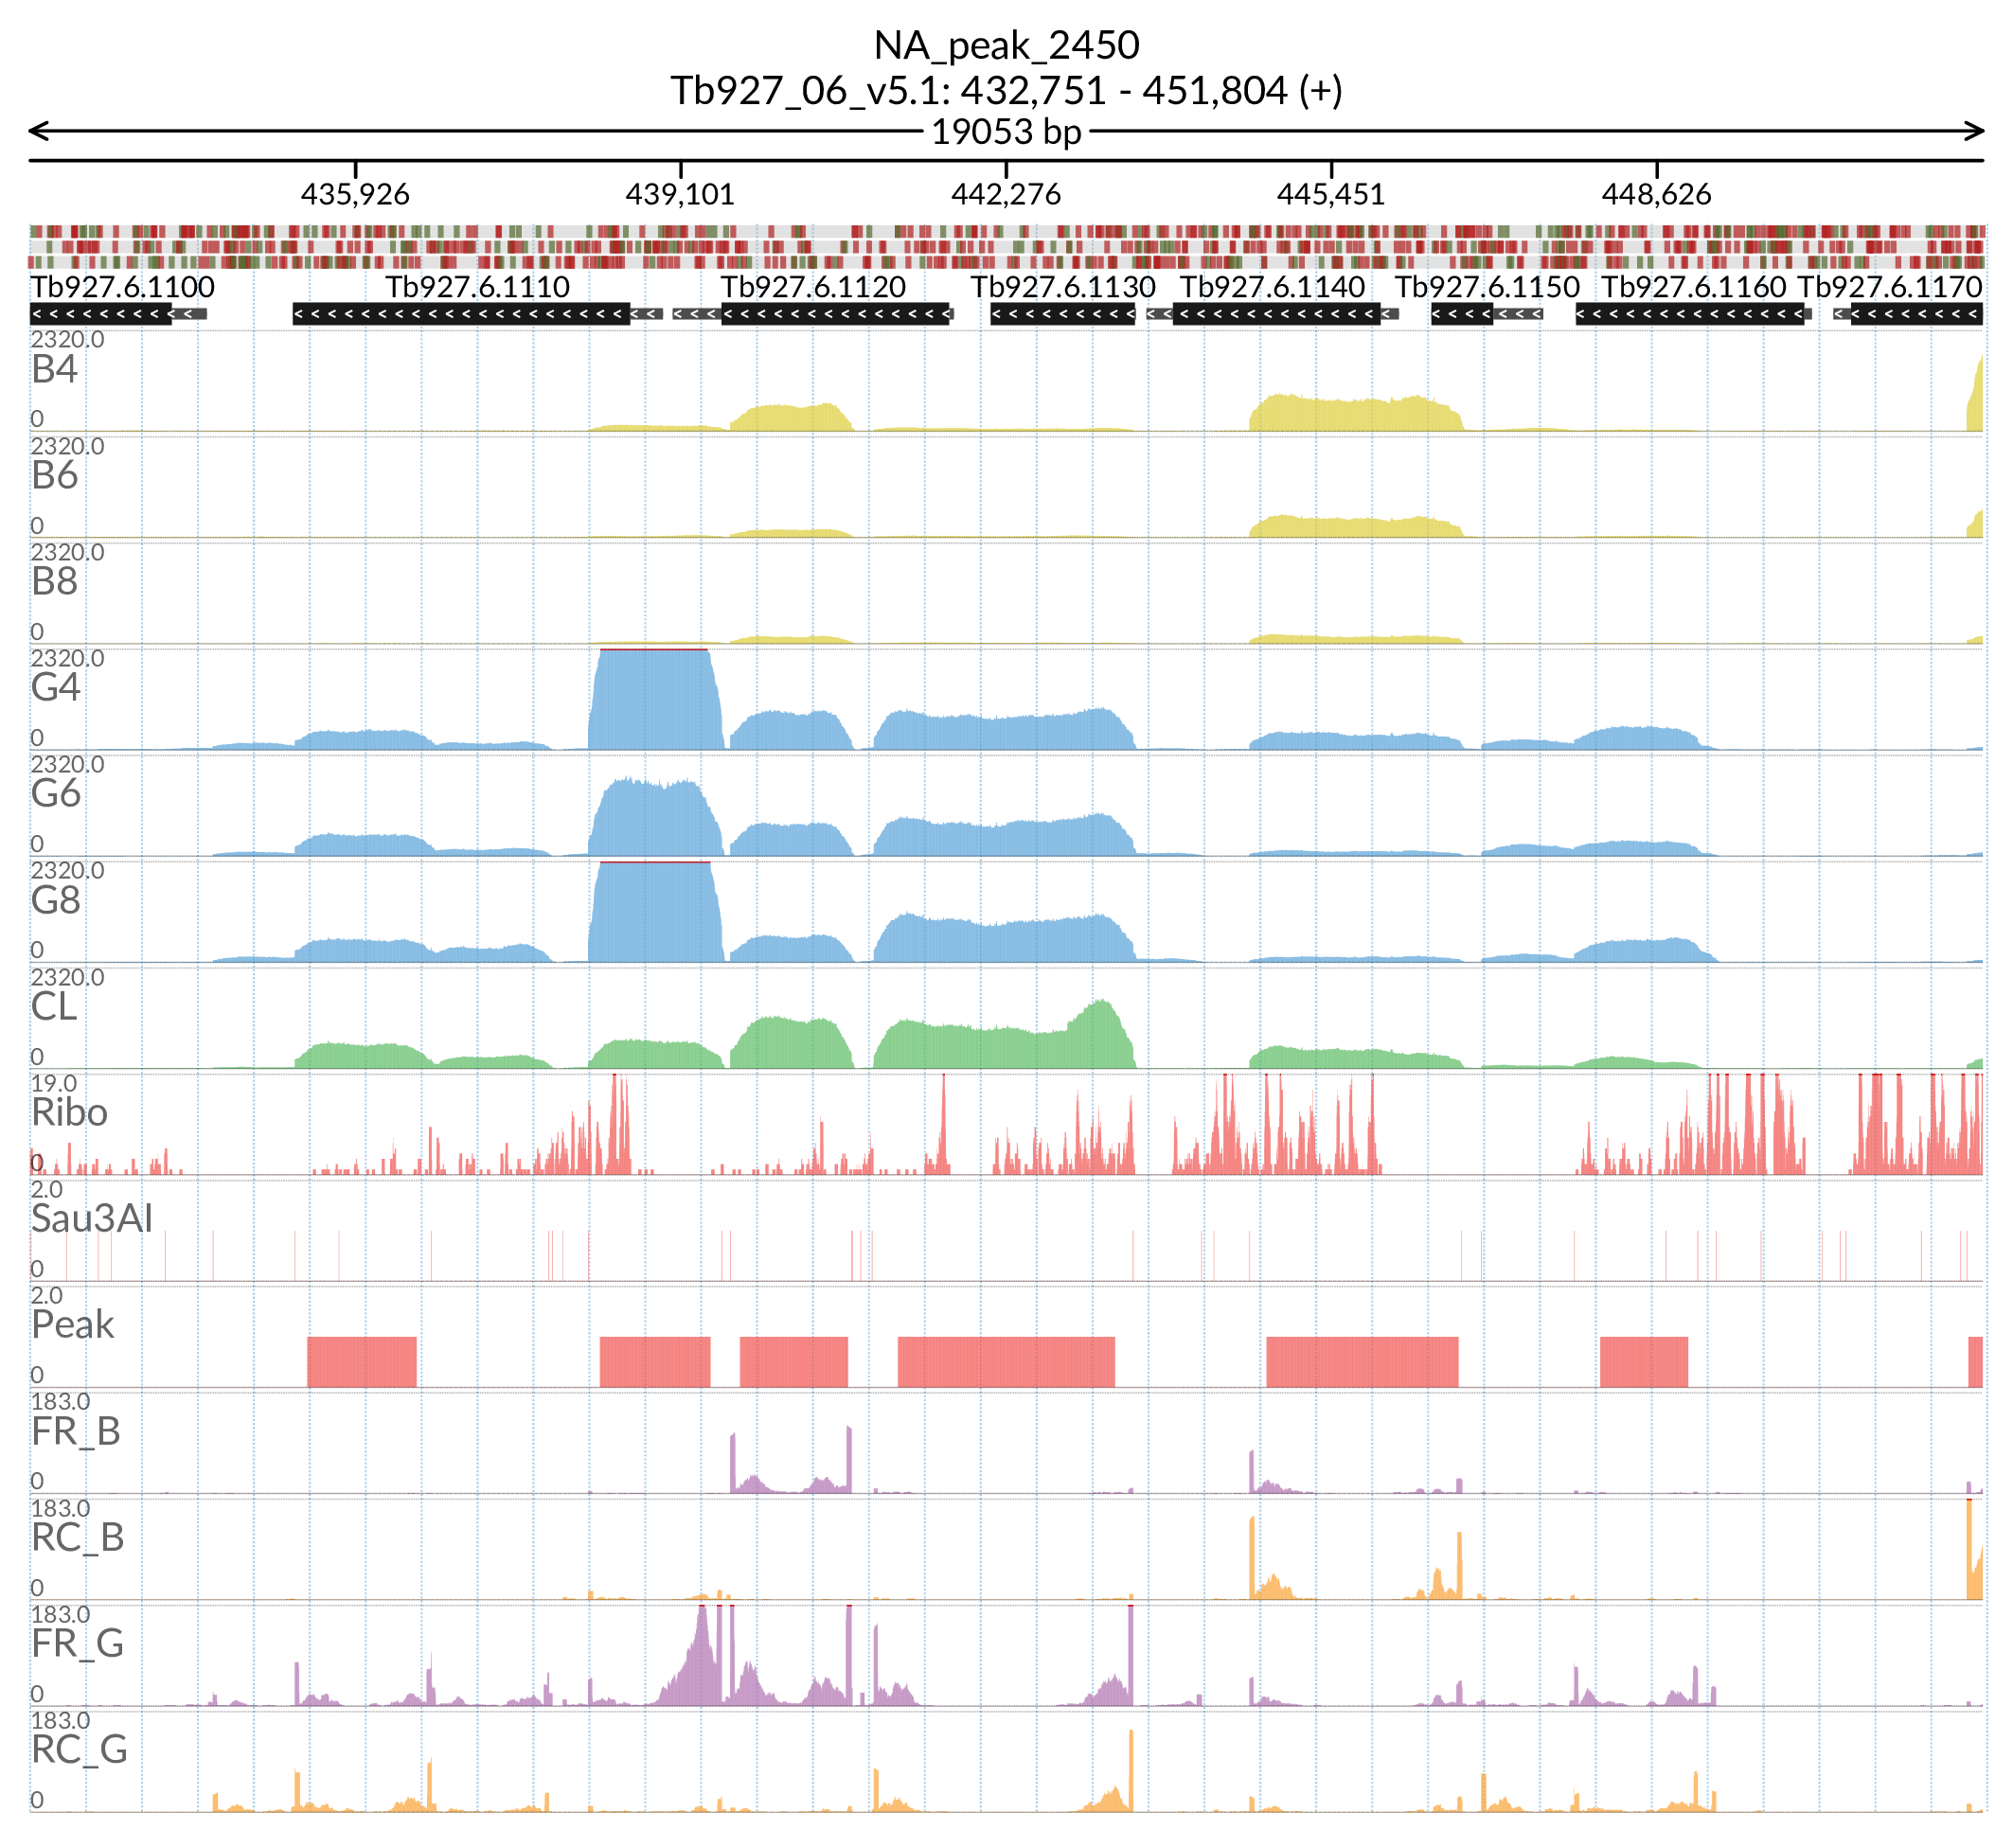 NA_peak_2450
Tb927_06_v5.1: 432,751 - 451,804 (+)
19053 bp
435,926 439,101 442,276 445,451 448,626
Tb927.6.1100 Tb927.6.1110 Tb927.6.1120 Tb927.6.1130 Tb927.6.1140 Tb927.6.1150 Tb927.6.1160 Tb927.6.1170
2320.0
B4
0
2320.0
B6
0
2320.0
B8
0
2320.0
G4
0
2320.0
G6
0
2320.0
G8
0
2320.0
CL
0
19.0
Ribo
0
2.0
Sau3AI
0
2.0
Peak
0
183.0
FR_B
0
183.0
RC_B
0
183.0
FR_G
0
183.0
RC_G
0